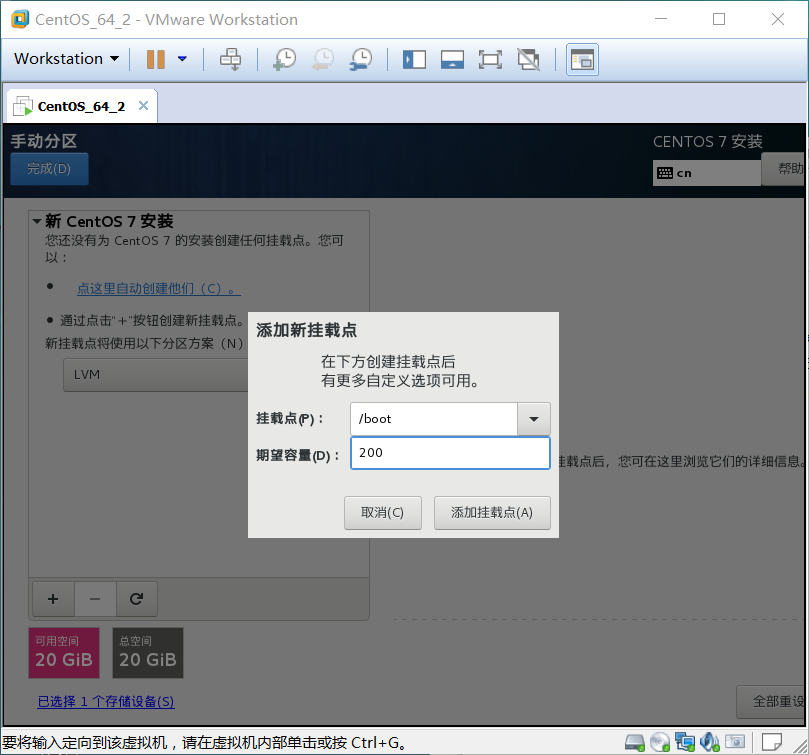 CentOS_64_2 - VMware Workstation
Workstation
CentOS_64_2
手动分区
CENTOS 7 安装
完成(D)
cn
帮助
新 CentOS 7 安装
您还没有为 CentOS 7 的安装创建任何挂载点。您可
以：
点这里自动创建他们（C）。
通过点击“+”按钮创建新挂载点。
新挂载点将使用以下分区方案（N）
LVM
添加新挂载点
在下方创建挂载点后
有更多自定义选项可用。
挂载点(P)：
/boot
期望容量(D)：
200
取消(C)
添加挂载点(A)
挂载点后，您可在这里浏览它们的详细信息。
可用空间
20 GiB
总空间
20 GiB
已选择 1 个存储设备(S)
全部重设
要将输入定向到该虚拟机，请在虚拟机内部单击或按 Ctrl+G。